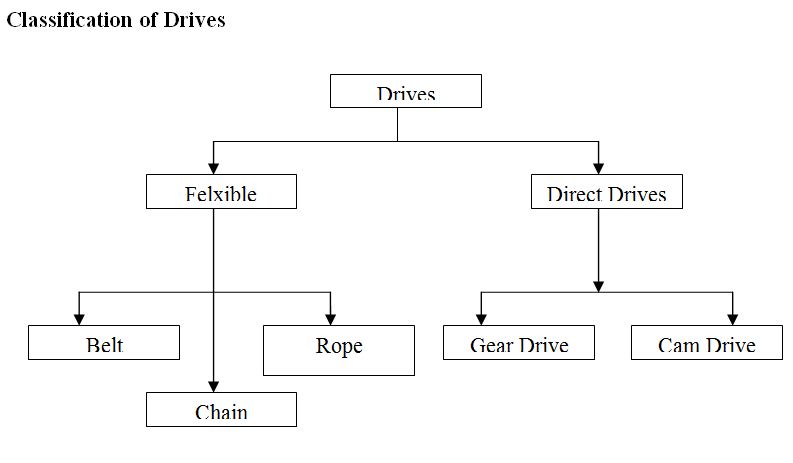 Classification of Drives
Drives
Felxible
Direct Drives
Belt
Rope
Gear Drive
Cam Drive
Chain